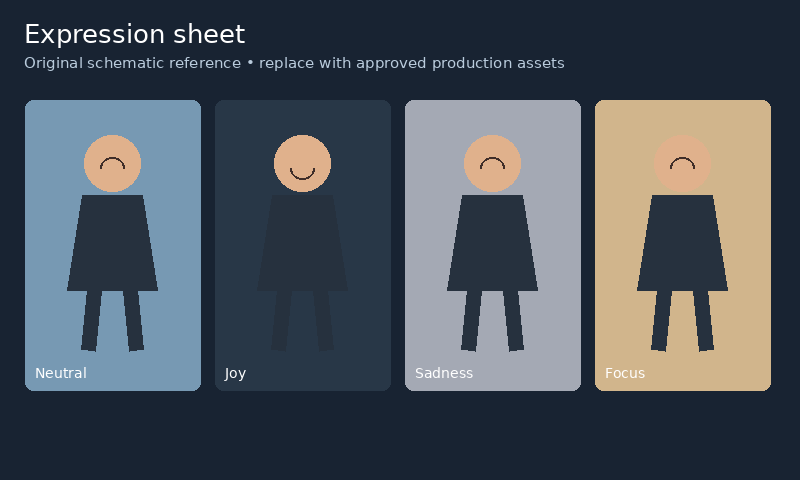 Expression sheet
Original schematic reference • replace with approved production assets
Neutral
Joy
Sadness
Focus